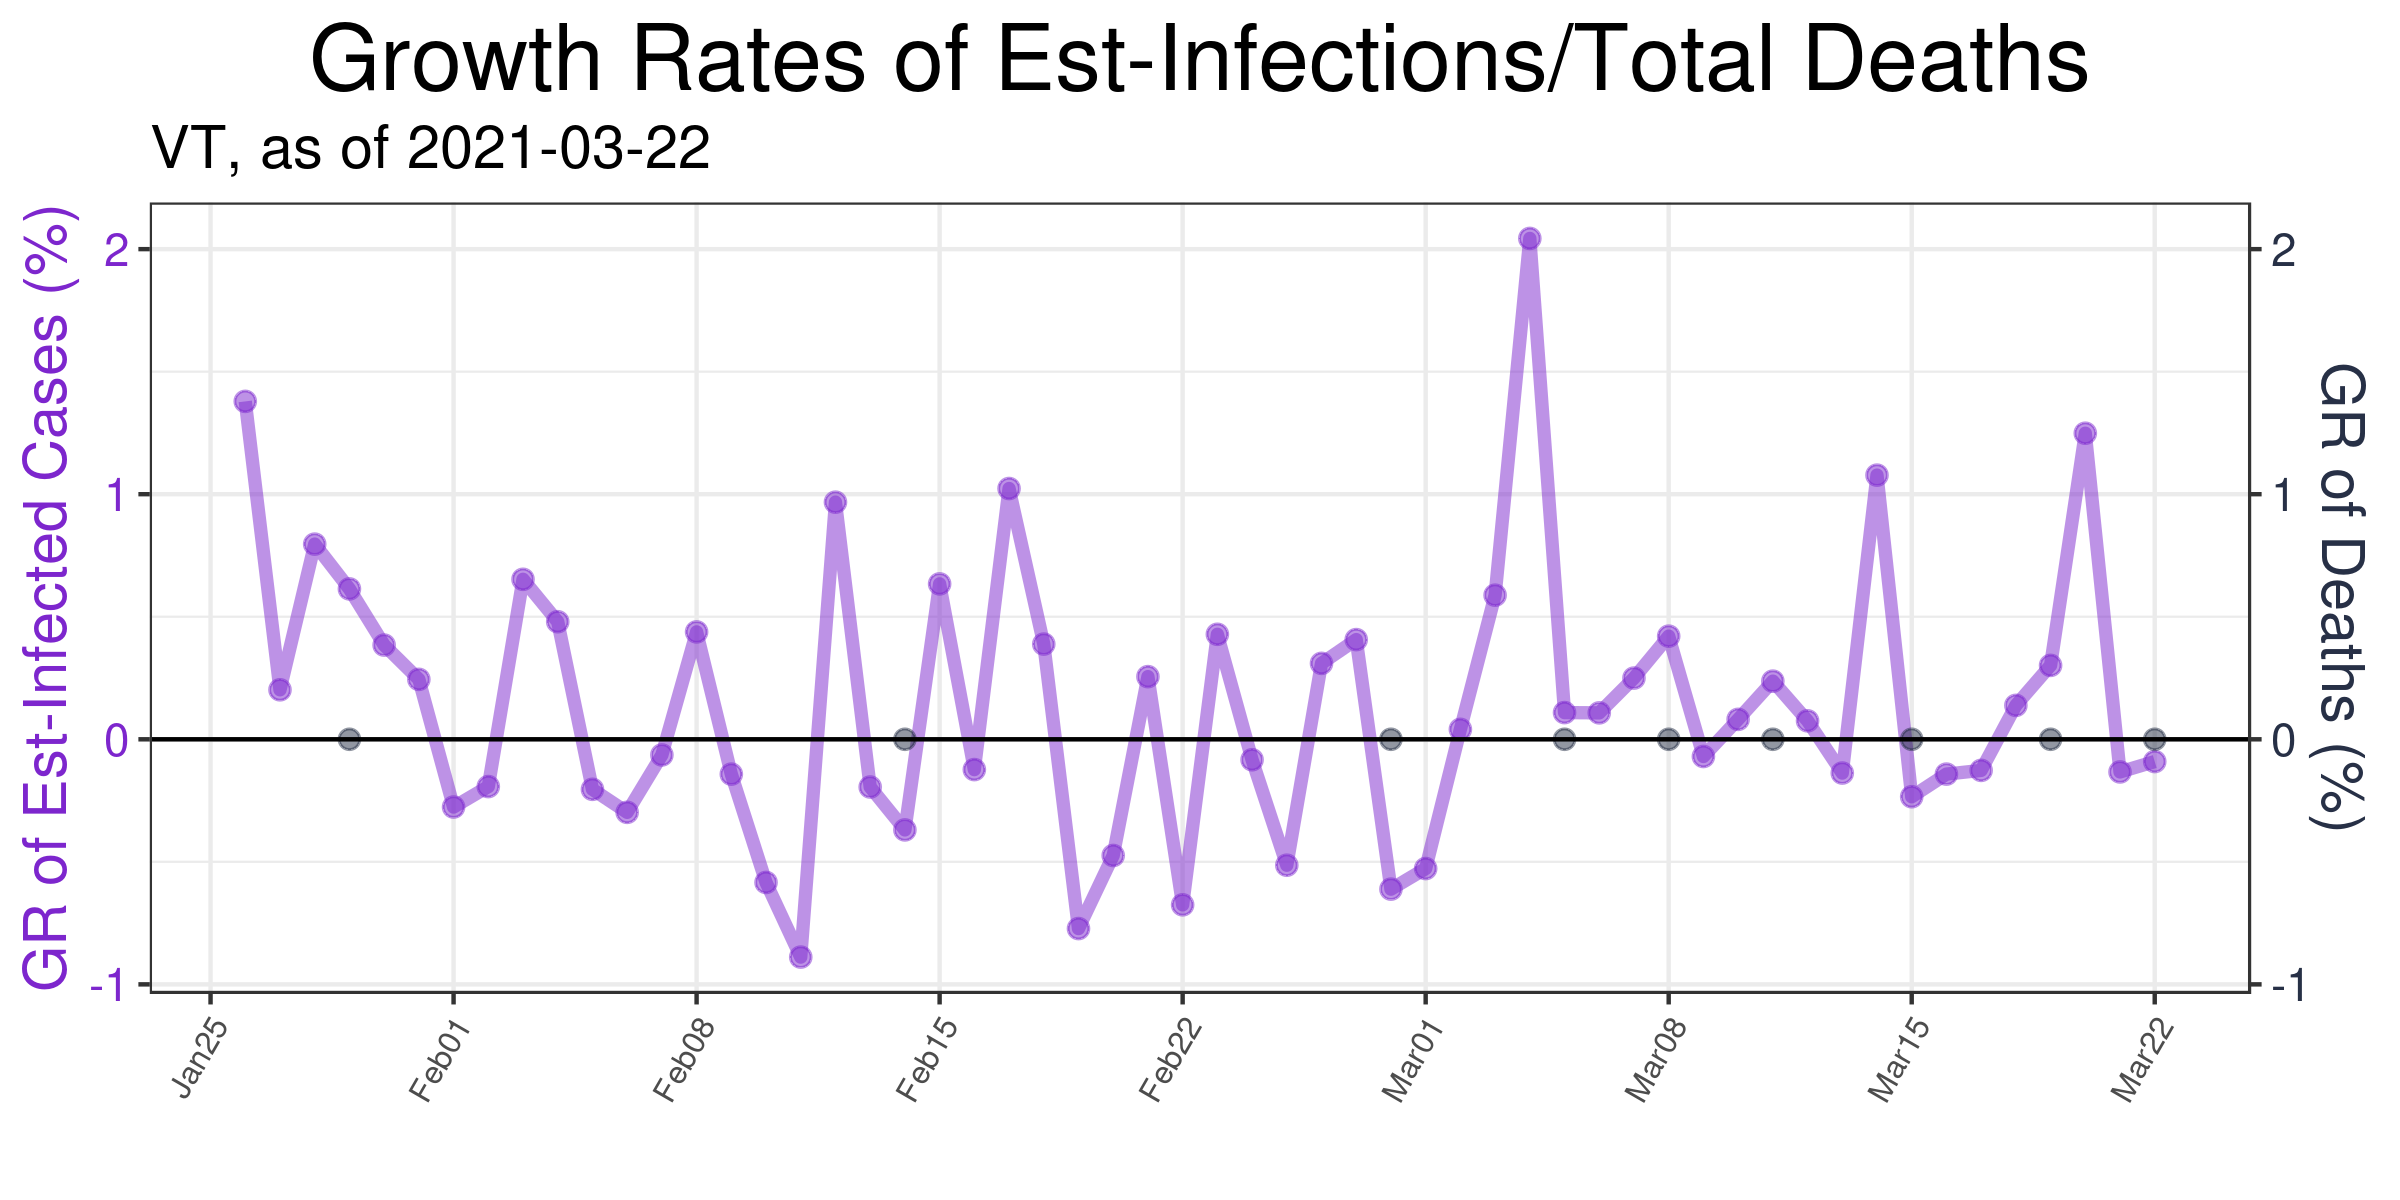 Growth Rates of Est-Infections/Total Deaths
VT, as of 2021-03-22
GR of Est-Infected Cases (%)
2
1
0
-1
2
1
0
-1
GR of Deaths (%)
Jan25
Feb01
Feb08
Feb15
Feb22
Mar01
Mar08
Mar15
Mar22